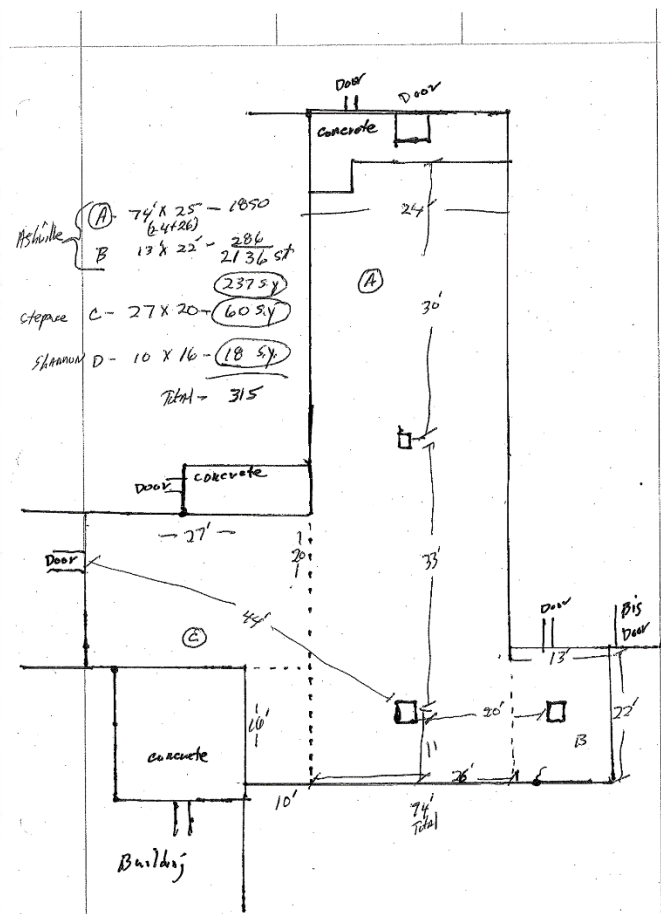 Door
Door
concrete
Ashville
A - 74' X 25 - 1850
(24+26)
B 13' X 22' - 286
2136 sf
237 s.y
C - 27 X 20 - 60 s.y
SHANNON D - 10 X 16 - 18 s.y.
Total - 315
24'
A
30'
Door
concrete
27'
20
33'
Door
44'
C
Door
Big
Door
13'
16'
20'
22'
B
concrete
11
26'
10'
74'
Total
Building